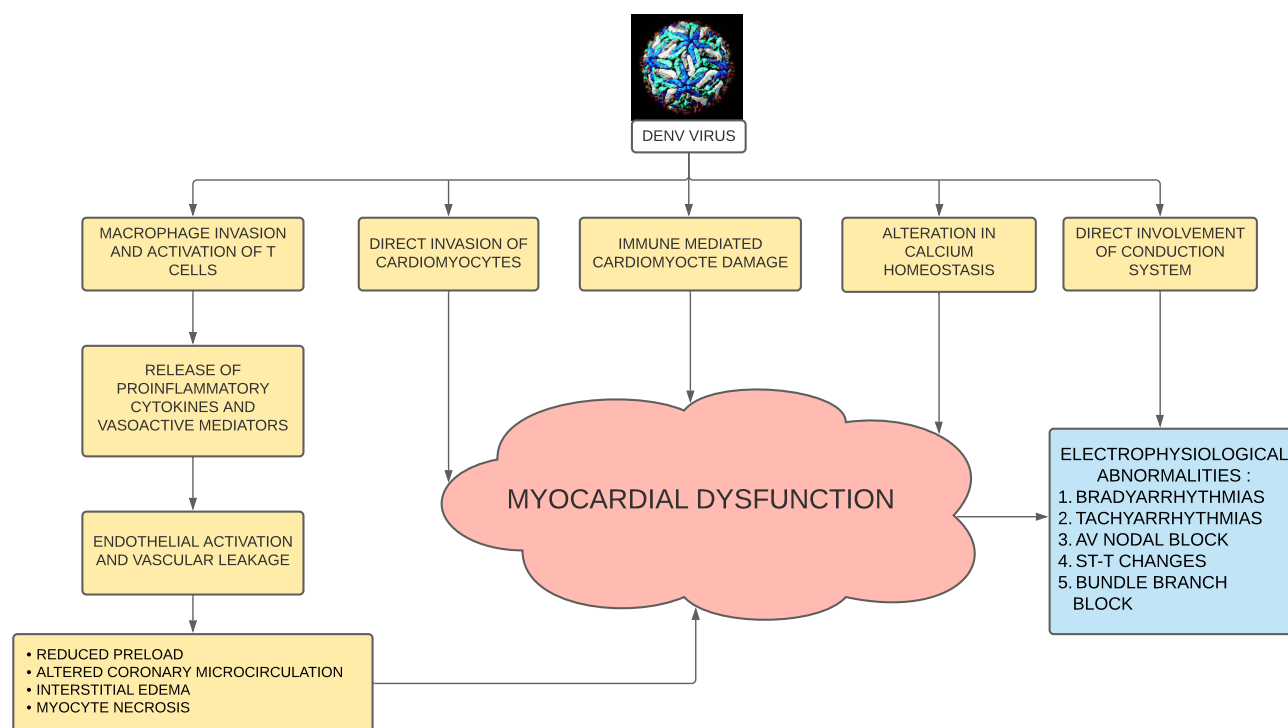 DENV VIRUS
MACROPHAGE INVASION
AND ACTIVATION OF T
CELLS
DIRECT INVASION OF
CARDIOMYOCYTES
IMMUNE MEDIATED
CARDIOMYOCTE DAMAGE
ALTERATION IN
CALCIUM
HOMEOSTASIS
DIRECT INVOLVEMENT
OF CONDUCTION
SYSTEM
RELEASE OF
PROINFLAMMATORY
CYTOKINES AND
VASOACTIVE MEDIATORS
ENDOTHELIAL ACTIVATION
AND VASCULAR LEAKAGE
• REDUCED PRELOAD
• ALTERED CORONARY MICROCIRCULATION
• INTERSTITIAL EDEMA
• MYOCYTE NECROSIS
MYOCARDIAL DYSFUNCTION
ELECTROPHYSIOLOGICAL
ABNORMALITIES :
1. BRADYARRHYTHMIAS
2. TACHYARRHYTHMIAS
3. AV NODAL BLOCK
4. ST-T CHANGES
5. BUNDLE BRANCH
BLOCK